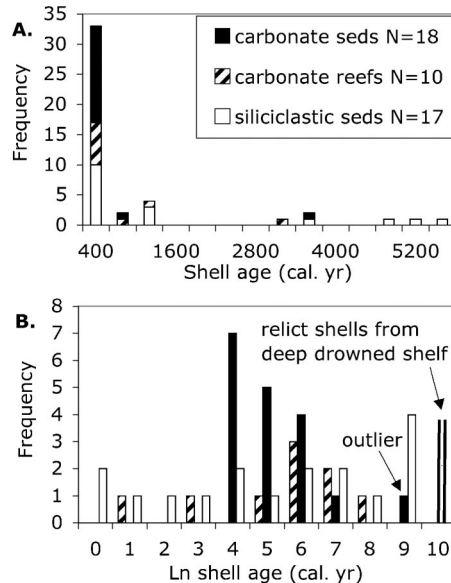 A.
35
30
25
20
15
10
5
0
Frequency
carbonate seds N=18
carbonate reefs N=10
siliciclastic seds N=17
400 1600 2800 4000 5200
Shell age (cal. yr)
B.
8
7
6
5
4
3
2
1
0
Frequency
relict shells from
deep drowned shelf
outlier
0 1 2 3 4 5 6 7 8 9 10
Ln shell age (cal. yr)